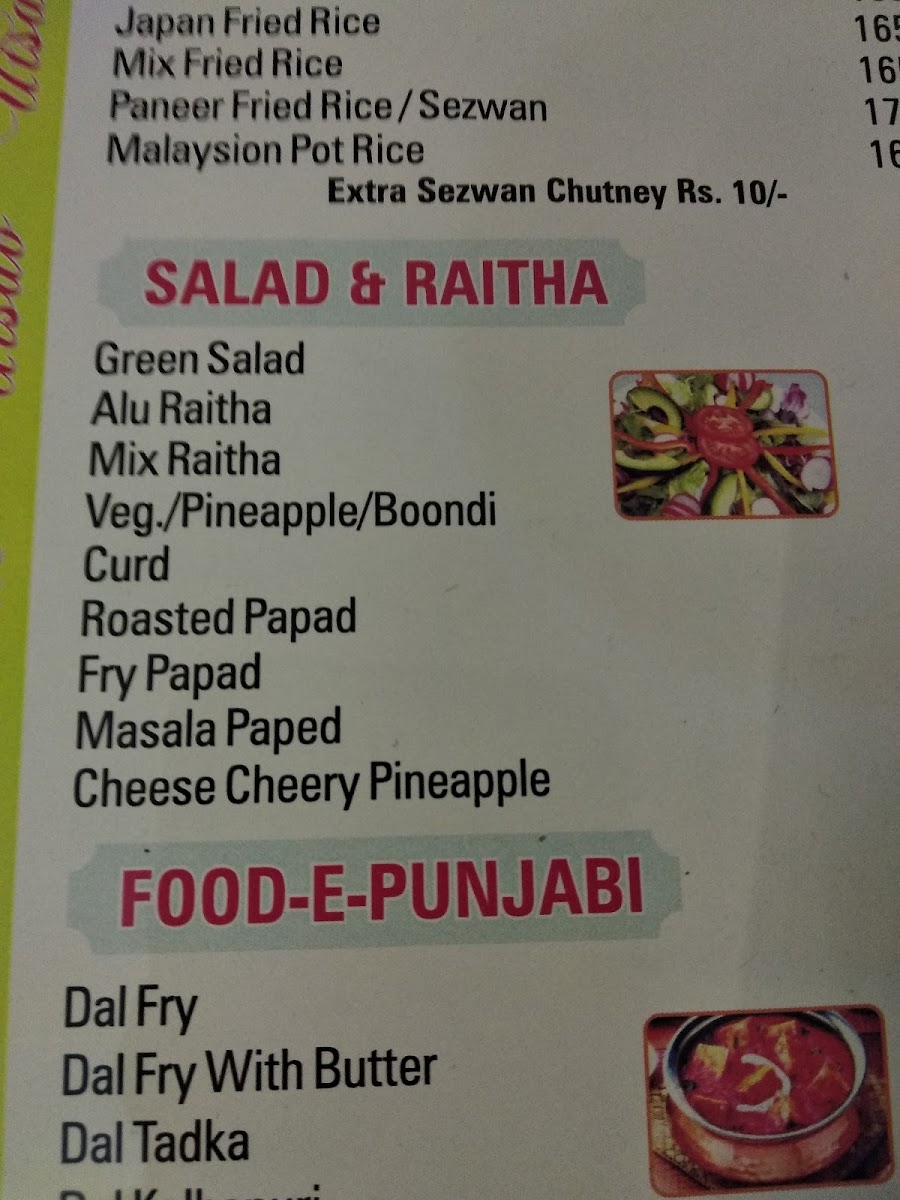 Japan Fried Rice
Mix Fried Rice
Paneer Fried Rice / Sezwan
Malaysion Pot Rice
Extra Sezwan Chutney Rs. 10/-
SALAD & RAITHA
Green Salad
Alu Raitha
Mix Raitha
Veg./Pineapple/Boondi
Curd
Roasted Papad
Fry Papad
Masala Paped
Cheese Cheery Pineapple
FOOD-E-PUNJABI
Dal Fry
Dal Fry With Butter
Dal Tadka